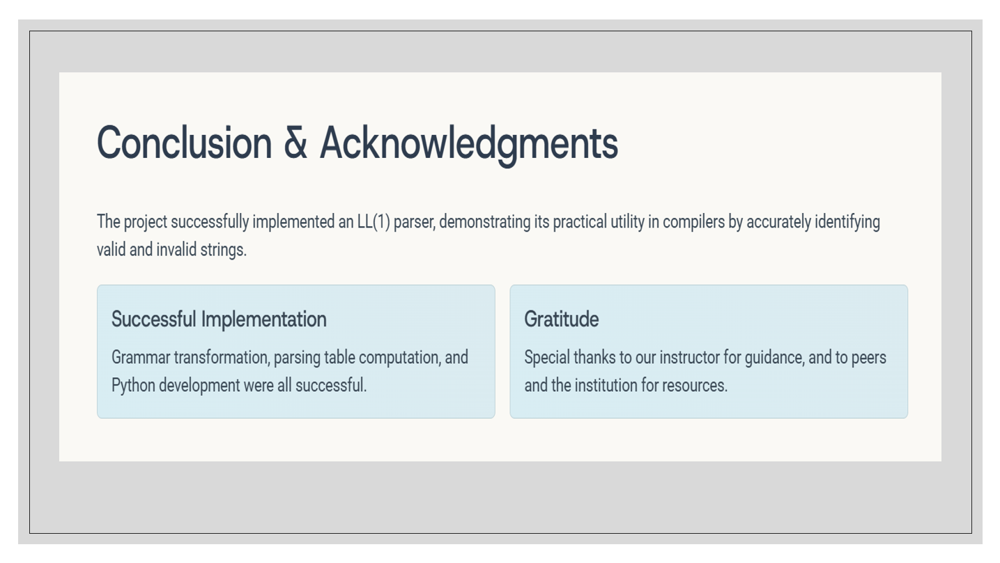 Conclusion & Acknowledgments
The project successfully implemented an LL(1) parser, demonstrating its practical utility in compilers by accurately identifying
valid and invalid strings.
Successful Implementation
Grammar transformation, parsing table computation, and
Python development were all successful.
Gratitude
Special thanks to our instructor for guidance, and to peers
and the institution for resources.